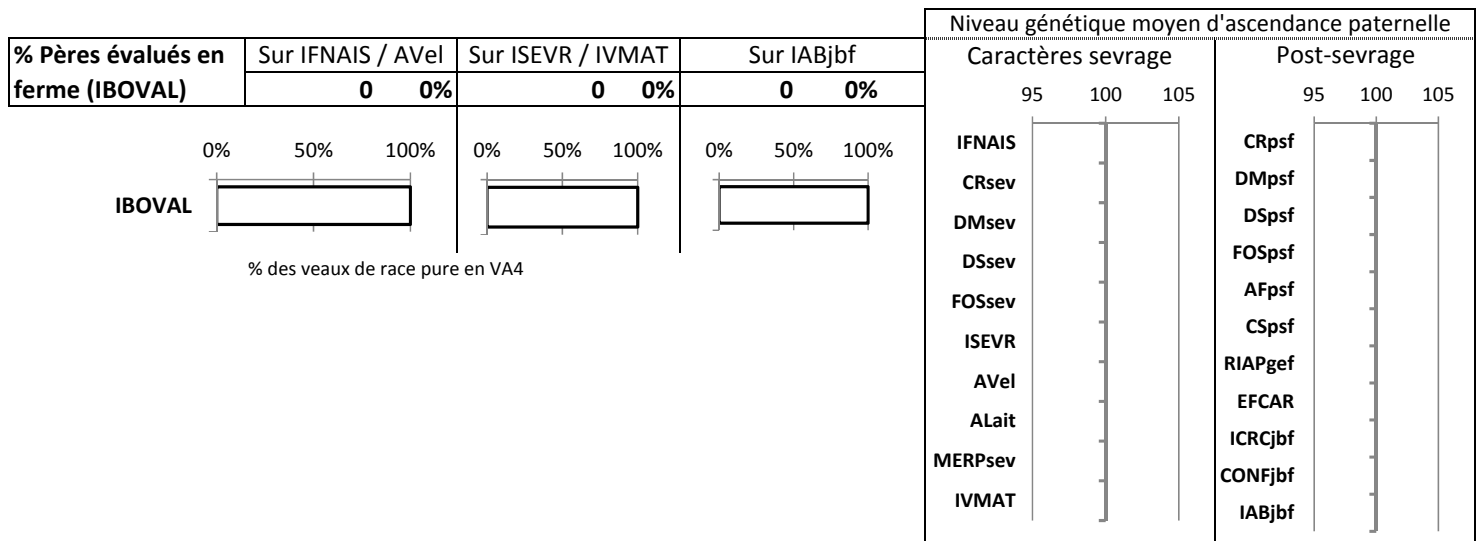 % Pères évalués en ferme (IBOVAL)
Sur IFNAIS / AVel
Sur ISEVR / IVMAT
Sur IABjbf
0 0%
0 0%
0 0%
0% 50% 100%
0% 50% 100%
0% 50% 100%
IBOVAL
% des veaux de race pure en VA4
Niveau génétique moyen d'ascendance paternelle
Caractères sevrage
95 100 105
IFNAIS
CRsev
DMsev
DSsev
FOSsev
ISEVR
AVel
ALait
MERPsev
IVMAT
Post-sevrage
95 100 105
CRpsf
DMpsf
DSpsf
FOSpsf
AFpsf
CSpsf
RIAPgef
EFCAR
ICRCjbf
CONFjbf
IABjbf